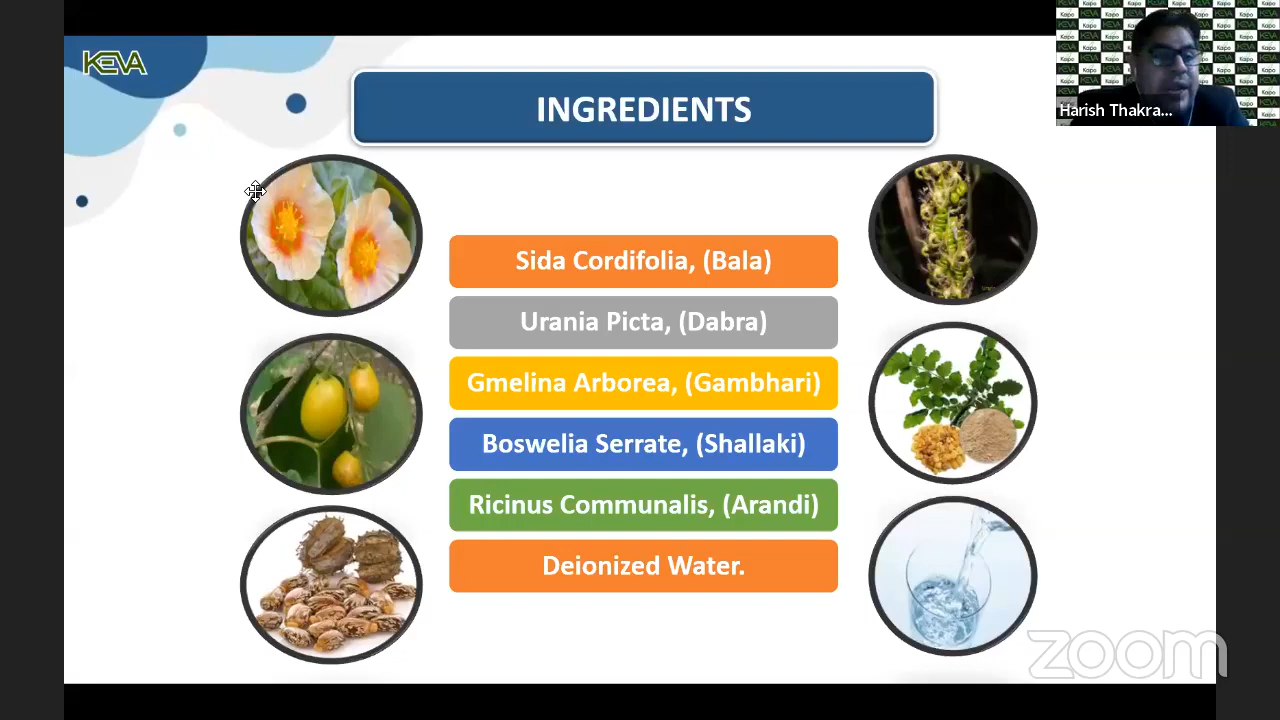 KEVA
INGREDIENTS
Sida Cordifolia, (Bala)
Urania Picta, (Dabra)
Gmelina Arborea, (Gambhari)
Boswelia Serrate, (Shallaki)
Ricinus Communalis, (Arandi)
Deionized Water.
Harish Thakra...
zoom